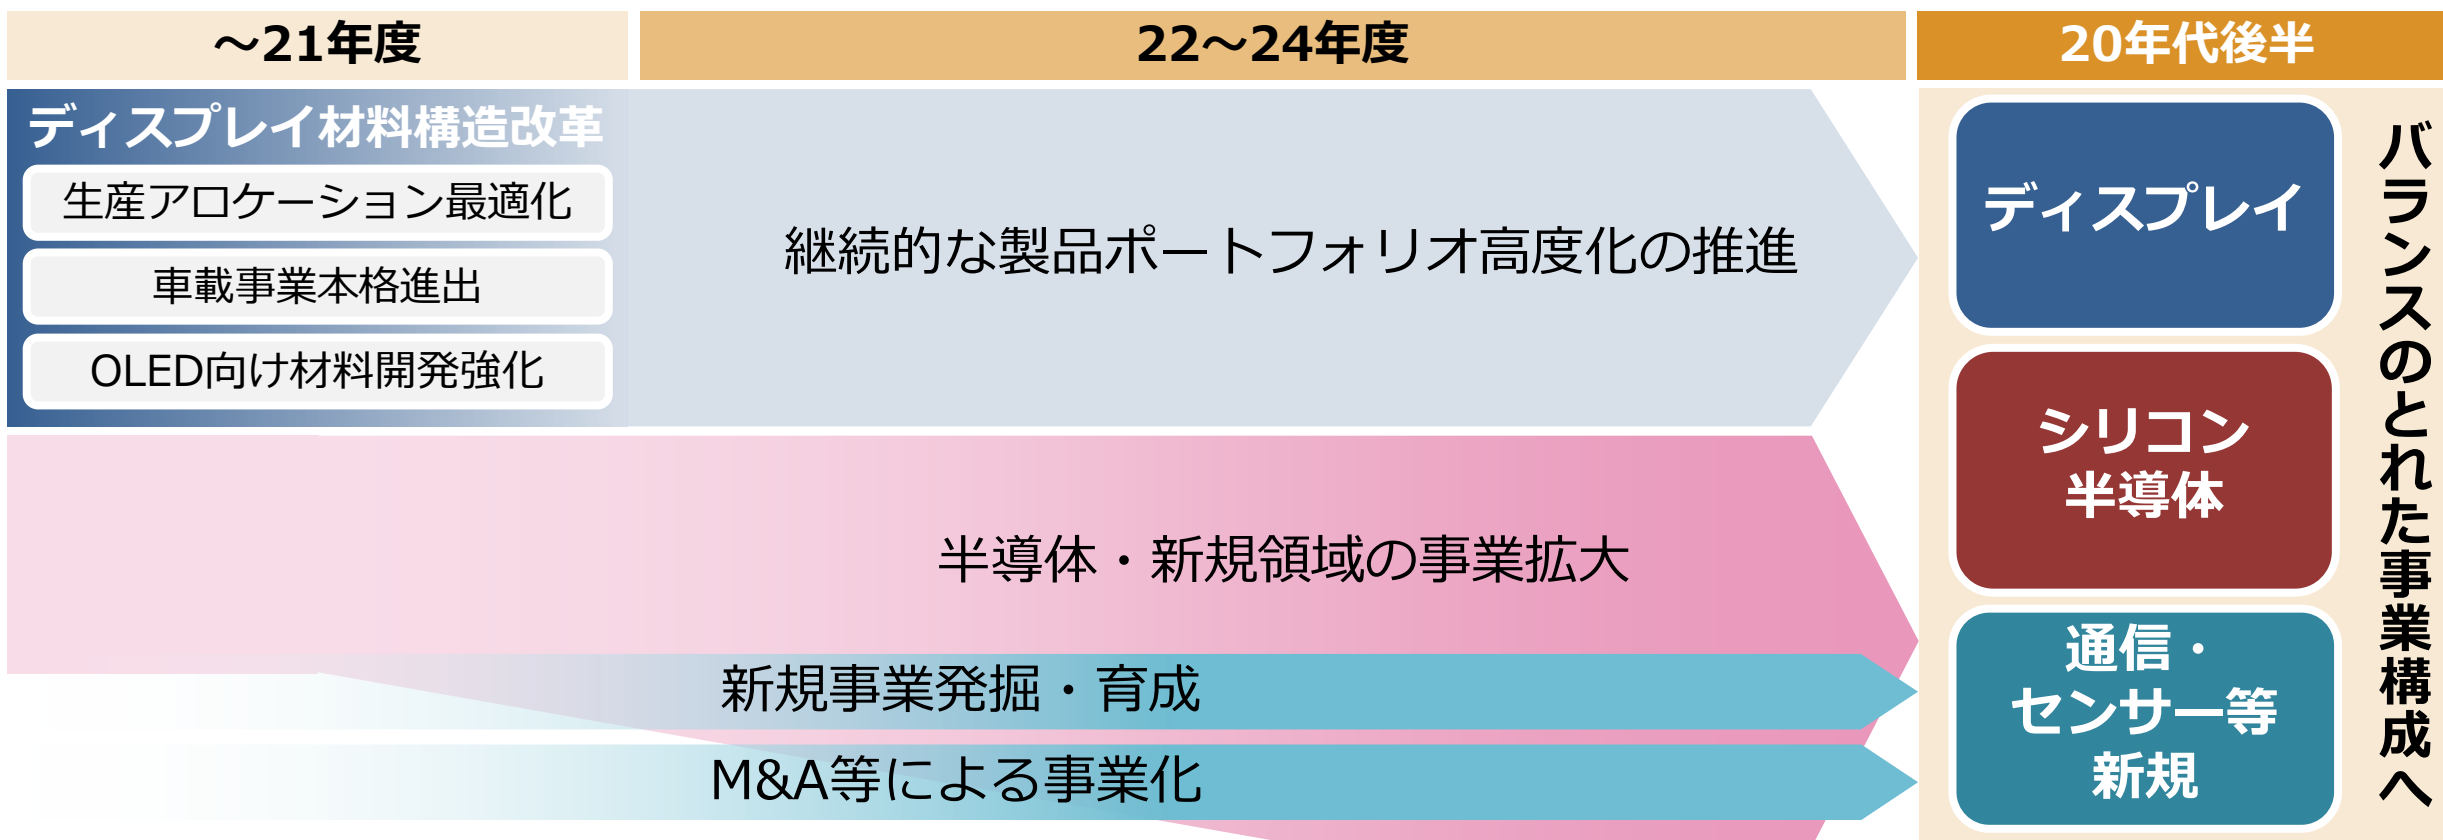 ～21年度
22～24年度
20年代後半
ディスプレイ材料構造改革
生産アロケーション最適化
車載事業本格進出
OLED向け材料開発強化
継続的な製品ポートフォリオ高度化の推進
半導体・新規領域の事業拡大
新規事業発掘・育成
M&A等による事業化
ディスプレイ
シリコン
半導体
通信・
センサー等
新規
バランスのとれた事業構成へ